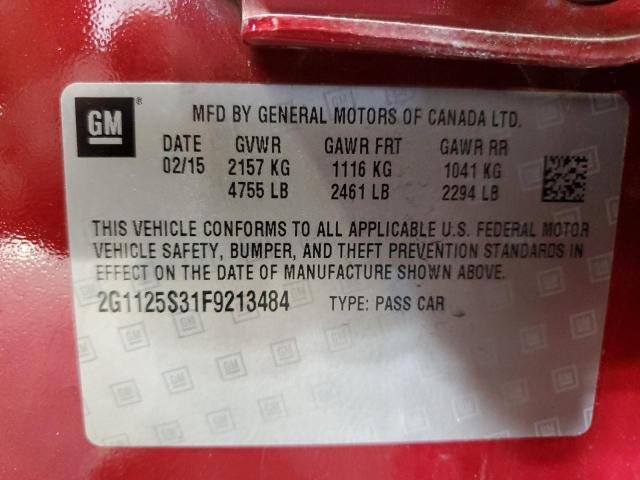 GM® MFD BY GENERAL MOTORS OF CANADA LTD.
DATE GVWR GAWR FRT GAWR RR
02/15 2157 KG 1116 KG 1041 KG
4755 LB 2461 LB 2294 LB
THIS VEHICLE CONFORMS TO ALL APPLICABLE U.S. FEDERAL MOTOR
VEHICLE SAFETY, BUMPER, AND THEFT PREVENTION STANDARDS IN
EFFECT ON THE DATE OF MANUFACTURE SHOWN ABOVE.
2G1125S31F9213484 TYPE: PASS CAR